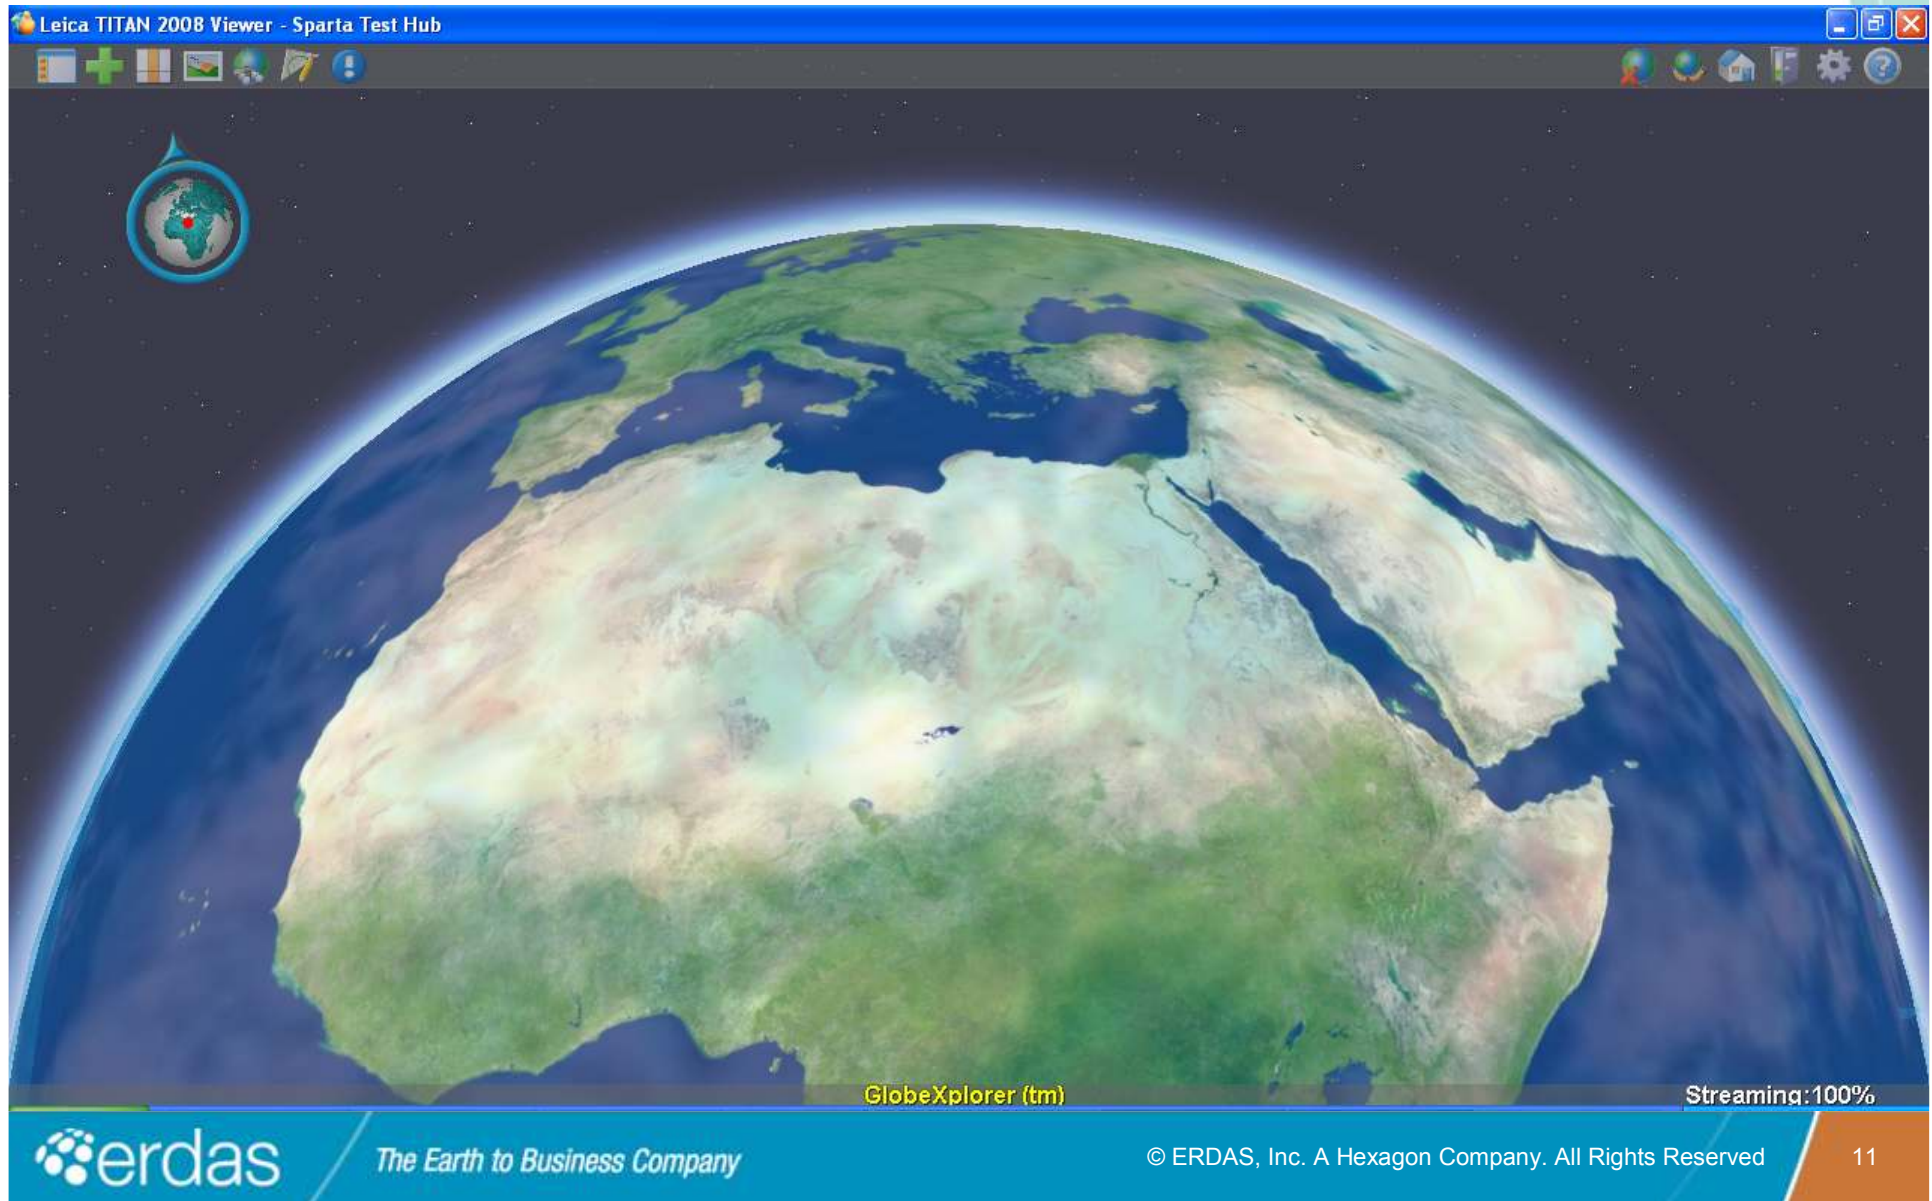 Leica TITAN 2008 Viewer - Sparta Test Hub
GlobeXplorer (tm)
Streaming:100%
erdas
The Earth to Business Company
© ERDAS, Inc. A Hexagon Company. All Rights Reserved
11